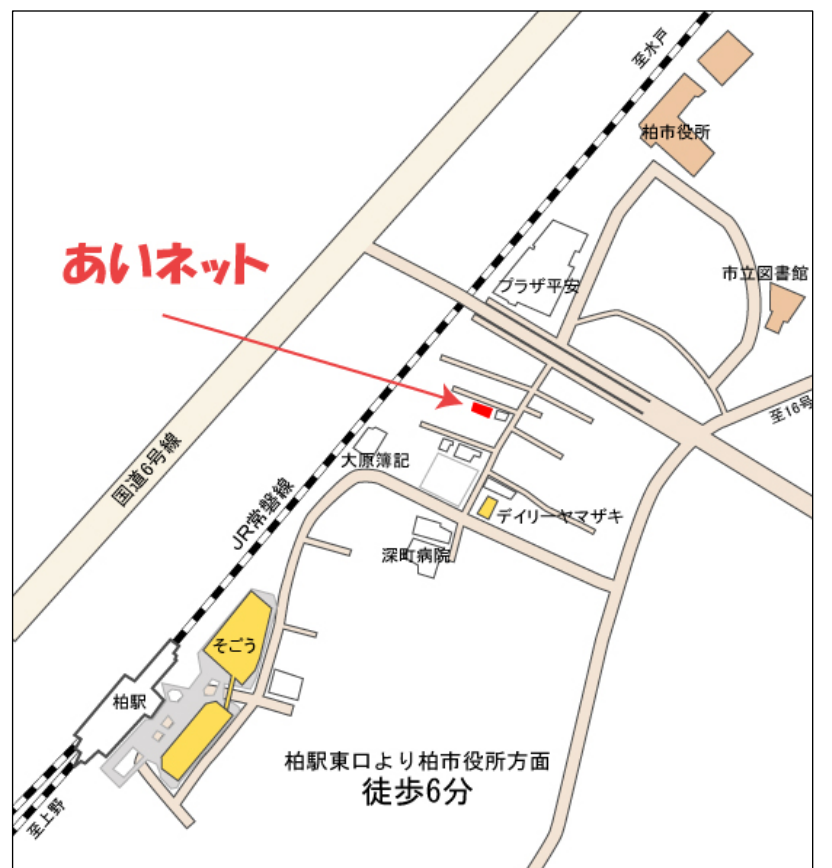 至水戸
柏市役所
あいネット
プラザ平安
市立図書館
至16号
国道6号線
大原簿記
JR常磐線
デイリーヤマザキ
深町病院
そごう
柏駅
柏駅東口より柏市役所方面
徒歩6分
至上野